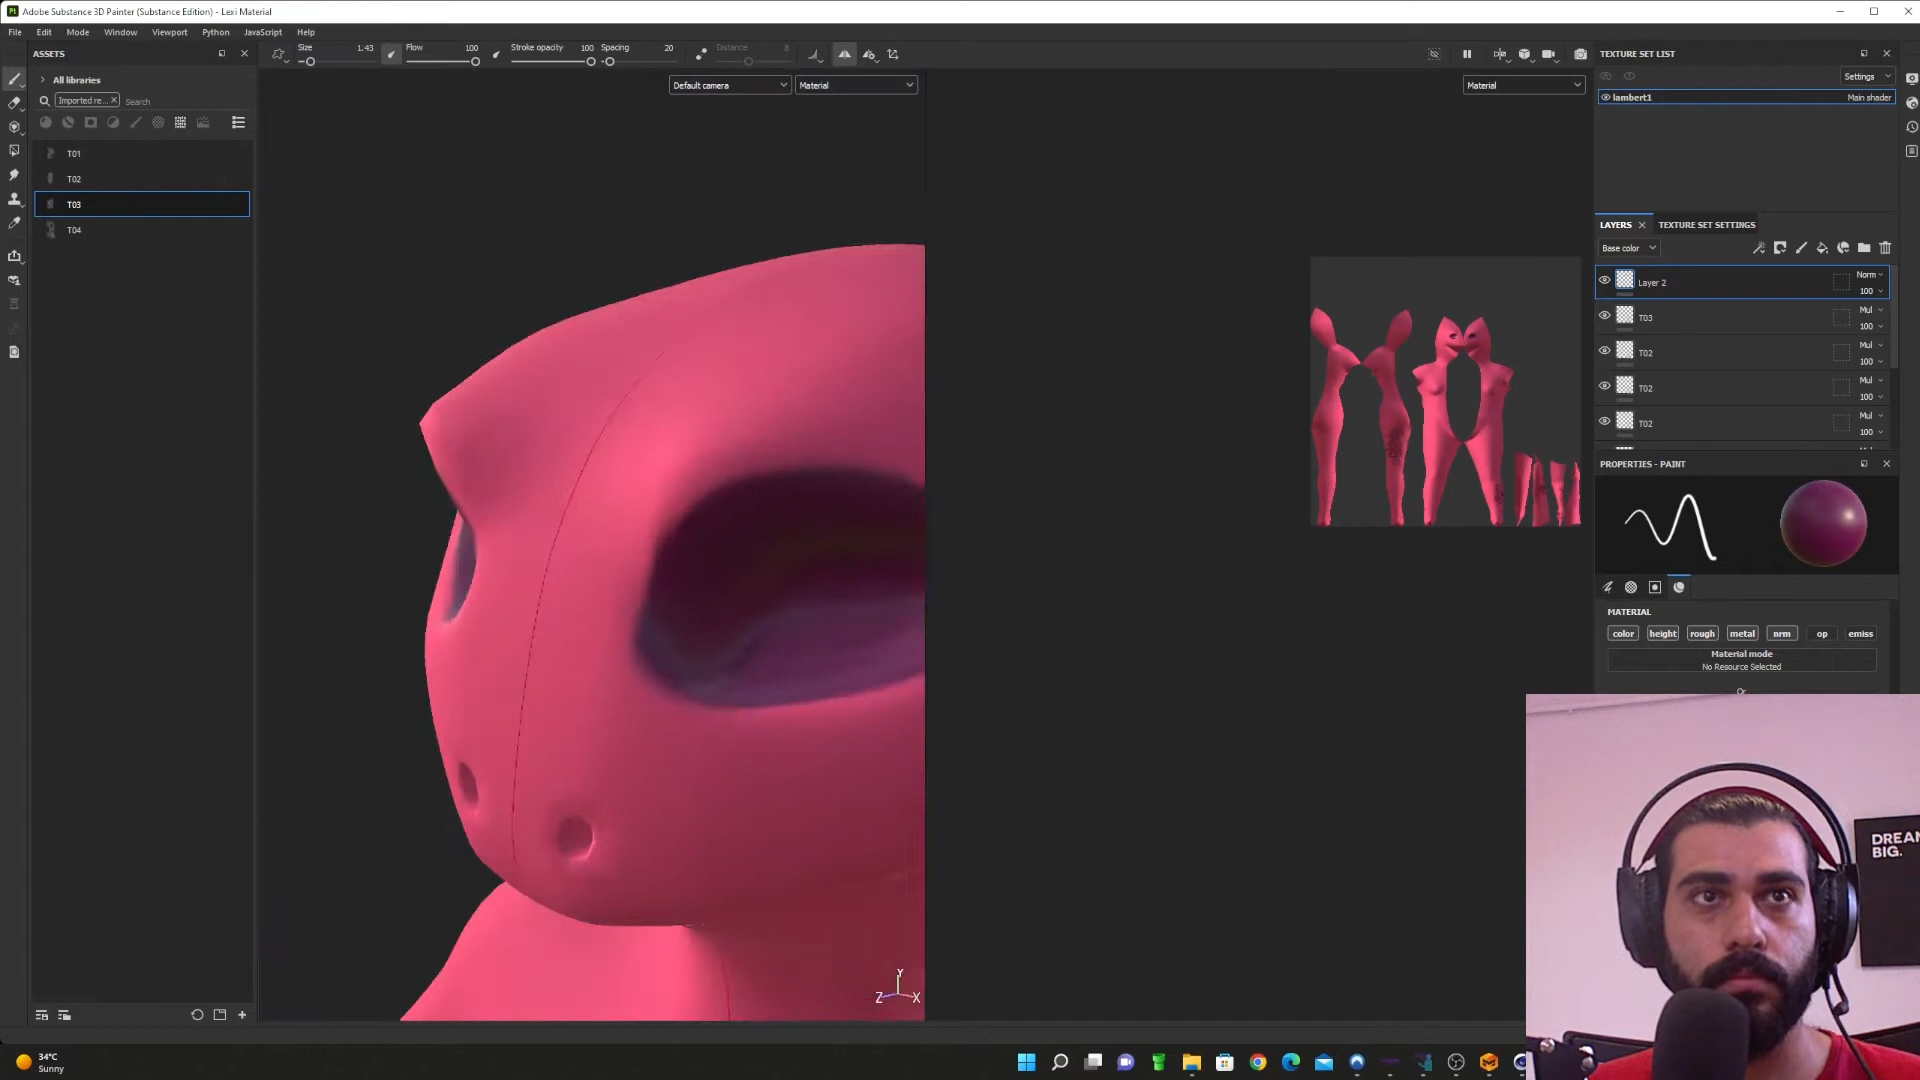 Adobe Substance 3D Painter (Substance Edition) - Lexi Material
File Edit Mode Window Viewport Python JavaScript Help
ASSETS
All libraries
Imported re...
Search
T01
T02
T03
T04
Size 1.43
Flow 100
Stroke opacity 100
Spacing 20
Distance 8
Default camera
Material
Material
Y
Z
X
TEXTURE SET LIST
Settings
lambert1 Main shader
LAYERS
TEXTURE SET SETTINGS
Base color
Layer 2 Norm
100
T03 Mul
100
T02 Mul
100
T02 Mul
100
T02 Mul
100
PROPERTIES - PAINT
MATERIAL
color height rough metal nrm op emiss
Material mode
No Resource Selected
Or
DREAM
BIG.
34°C
Sunny